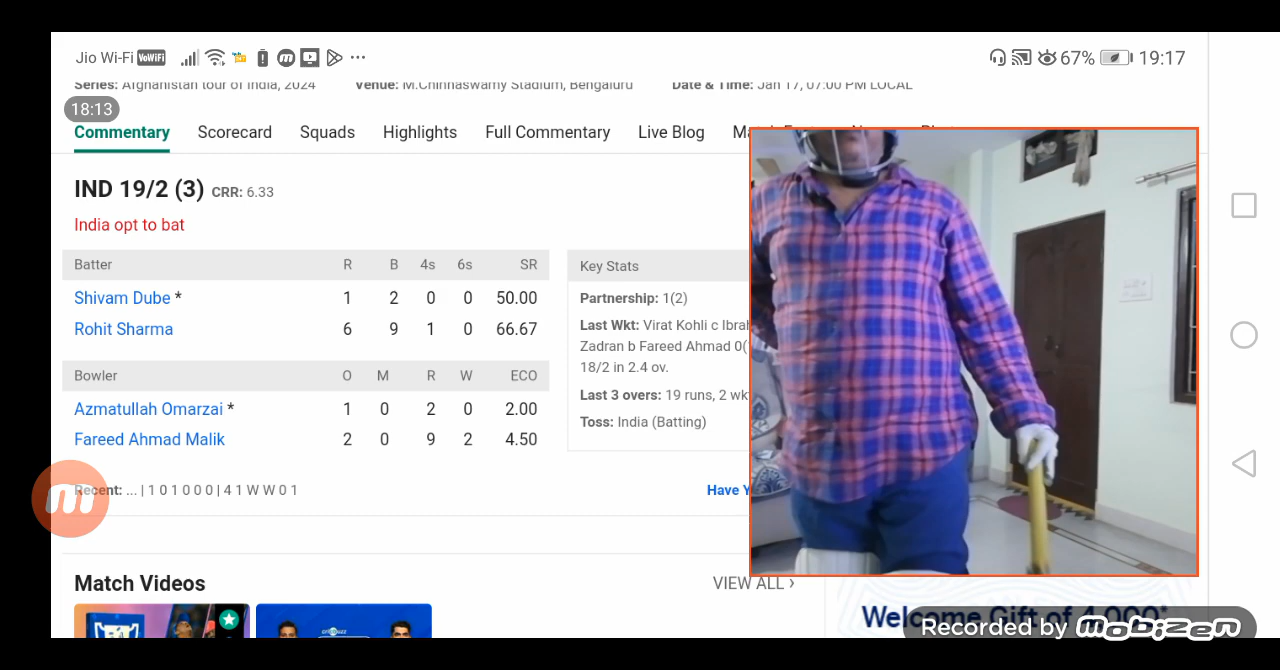 Jio Wi-Fi VoWiFi 67% 19:17
Series: Afghanistan tour of India, 2024 Venue: M.Chinnaswamy Stadium, Bengaluru Date & Time: Jan 17, 07:00 PM LOCAL
18:13
Commentary Scorecard Squads Highlights Full Commentary Live Blog
IND 19/2 (3) CRR: 6.33
India opt to bat
Batter R B 4s 6s SR
Shivam Dube * 1 2 0 0 50.00
Rohit Sharma 6 9 1 0 66.67
Bowler O M R W ECO
Azmatullah Omarzai * 1 0 2 0 2.00
Fareed Ahmad Malik 2 0 9 2 4.50
Key Stats
Partnership: 1(2)
Last Wkt: Virat Kohli c Ibra
Zadran b Fareed Ahmad 0(
18/2 in 2.4 ov.
Last 3 overs: 19 runs, 2 wk
Toss: India (Batting)
Recent: ... | 1 0 1 0 0 0 | 4 1 W W 0 1
Have Y
Match Videos VIEW ALL ›
Welcome Gift of 4,000*
Recorded by mobizen